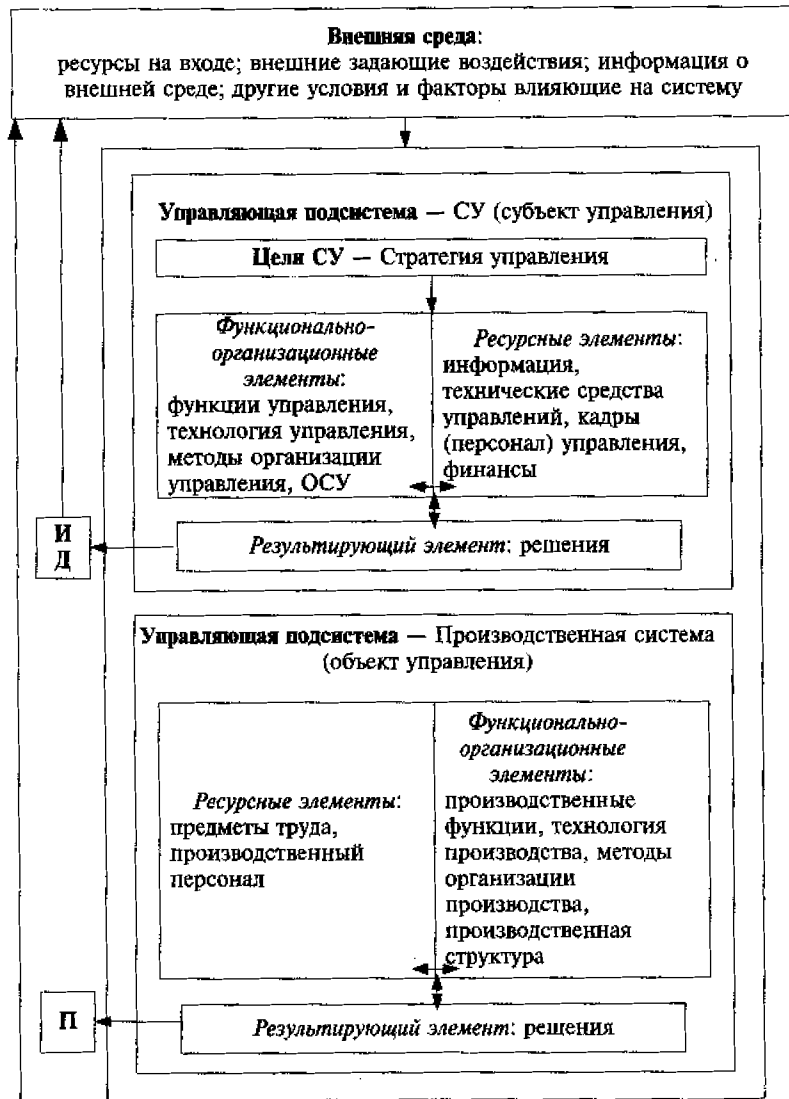 Внешняя среда:
ресурсы на входе; внешние задающие воздействия; информация о
внешней среде; другие условия и факторы влияющие на систему
Управляющая подсистема — СУ (субъект управления)
Цели СУ — Стратегия управления
Функционально-
организационные
элементы:
функции управления,
технология управления,
методы организации
управления, ОСУ
Ресурсные элементы:
информация,
технические средства
управлений, кадры
(персонал) управления,
финансы
И
Д
Результирующий элемент: решения
Управляющая подсистема — Производственная система
(объект управления)
Ресурсные элементы:
предметы труда,
производственный
персонал
Функционально-
организационные
элементы:
производственные
функции, технология
производства, методы
организации
производства,
производственная
структура
П
Результирующий элемент: решения